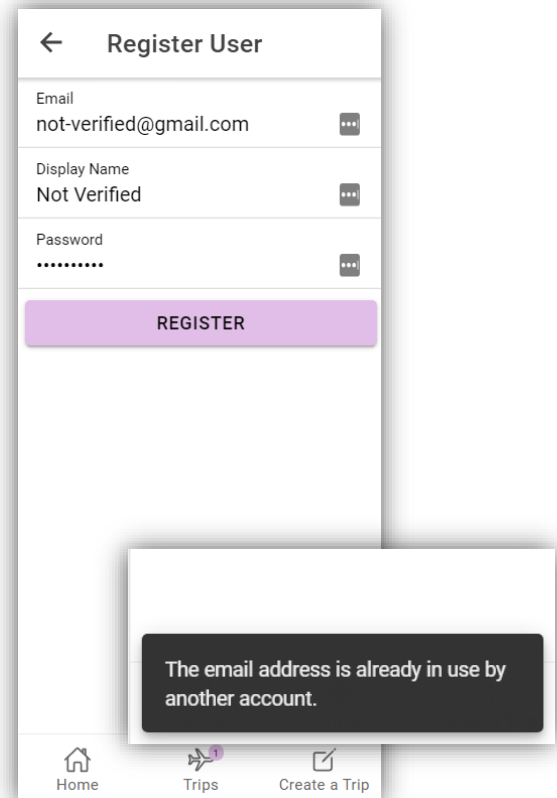 Register User
Email
not-verified@gmail.com
Display Name
Not Verified
Password
REGISTER
The email address is already in use by
another account.
1
Home
Trips
Create a Trip